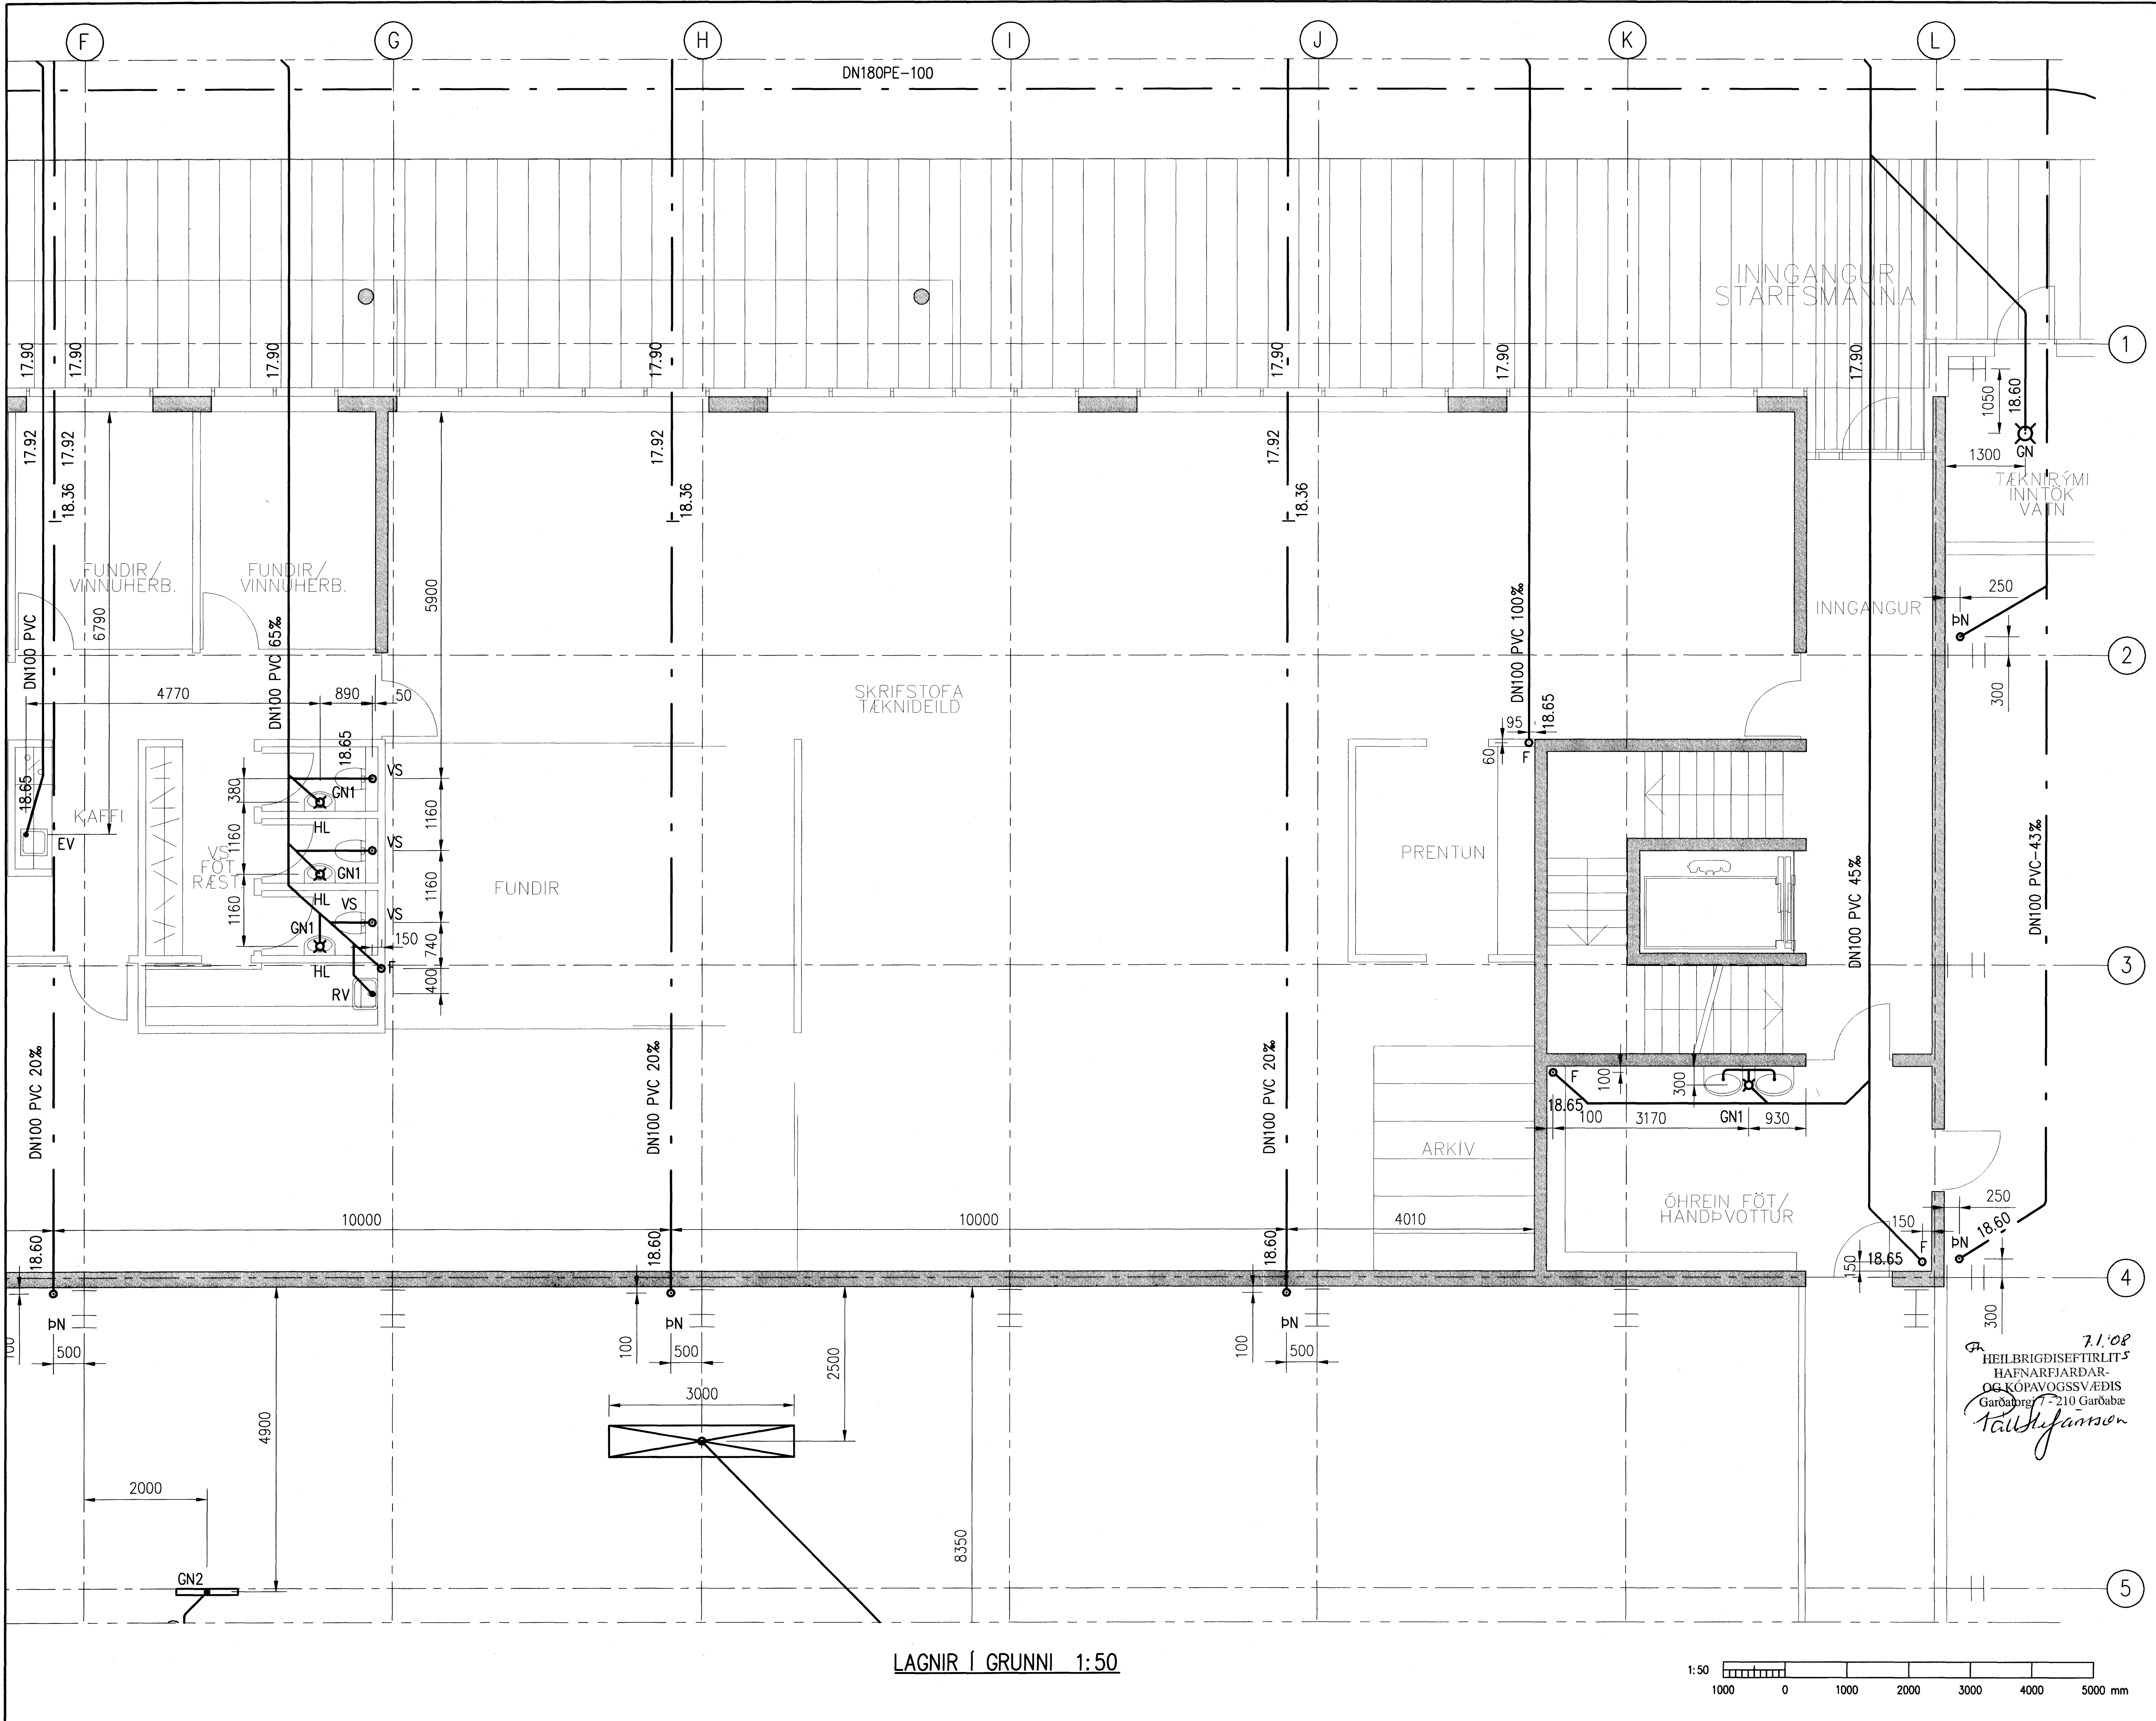 F
G
H
I
J
K
L
DN180PE-100
INNGANGUR
STARFSMANNA
17.90
17.90
17.90
17.90
17.90
17.90
17.90
1
1050
18.60
GN
1300
TÆKNIRÝMI
INNTÖK
VATN
17.92
17.92
18.36
17.92
18.36
17.92
18.36
FUNDIR/
VINNUHERB.
FUNDIR/
VINNUHERB.
6790
5900
DN100 PVC
DN100 PVC 65‰
DN100 PVC 100‰
INNGANGUR
250
ÞN
300
2
4770
890
50
SKRIFSTOFA
TÆKNIDEILD
95
18.65
60
F
18.65
18.65
380
VS
GN1
HL
1160
1160
KAFFI
EV
VS
FÖT
RÆST.
VS
GN1
HL
1160
1160
VS
VS
GN1
HL
150
740
F
400
RV
FUNDIR
PRENTUN
DN100 PVC 45‰
DN100 PVC-43‰
3
DN100 PVC 20‰
DN100 PVC 20‰
DN100 PVC 20‰
F
100
300
18.65
100
3170
GN1
930
ARKÍV
ÓHREIN FÖT/
HANDÞVOTTUR
10000
10000
4010
18.60
18.60
18.60
150
F
18.65
150
250
ÞN
18.60
300
4
100
ÞN
500
100
ÞN
500
100
ÞN
500
2500
3000
4900
8350
2000
GN2
5
7.1.'08
HEILBRIGÐISEFTIRLIT
HAFNARFJARÐAR-
OG KÓPAVOGSSVÆÐIS
Garðatorgi 7 - 210 Garðabæ
LAGNIR Í GRUNNI 1:50
1:50
1000 0 1000 2000 3000 4000 5000 mm